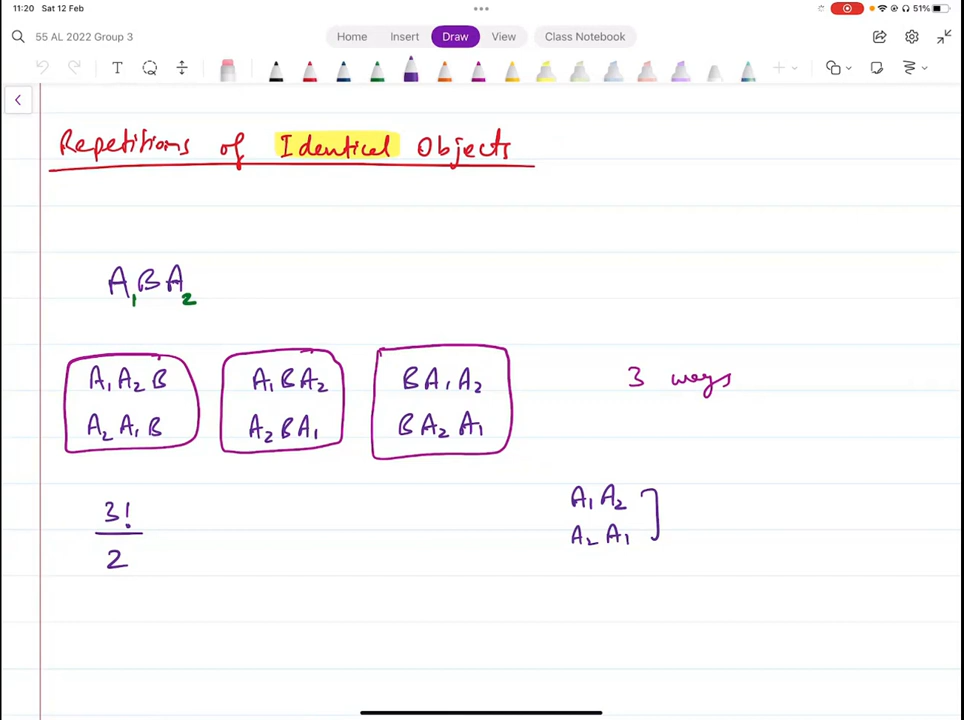 11:20 Sat 12 Feb
51%
55 AL 2022 Group 3
Home Insert Draw View Class Notebook
T
Repetitions of Identical Objects
A₁BA₂
A₁A₂B A₁BA₂ BA₁A₂ 3 ways
A₂A₁B A₂BA₁ BA₂A₁
A₁A₂
A₂A₁
3!
2